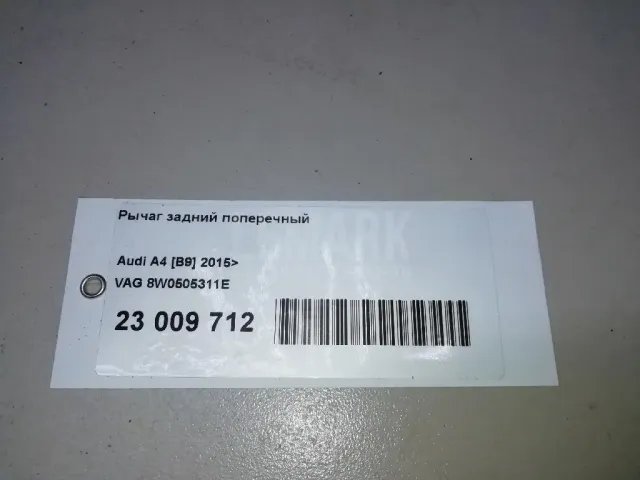 Рычаг задний поперечный
Audi A4 [B9] 2015>
VAG 8W0505311E
23 009 712